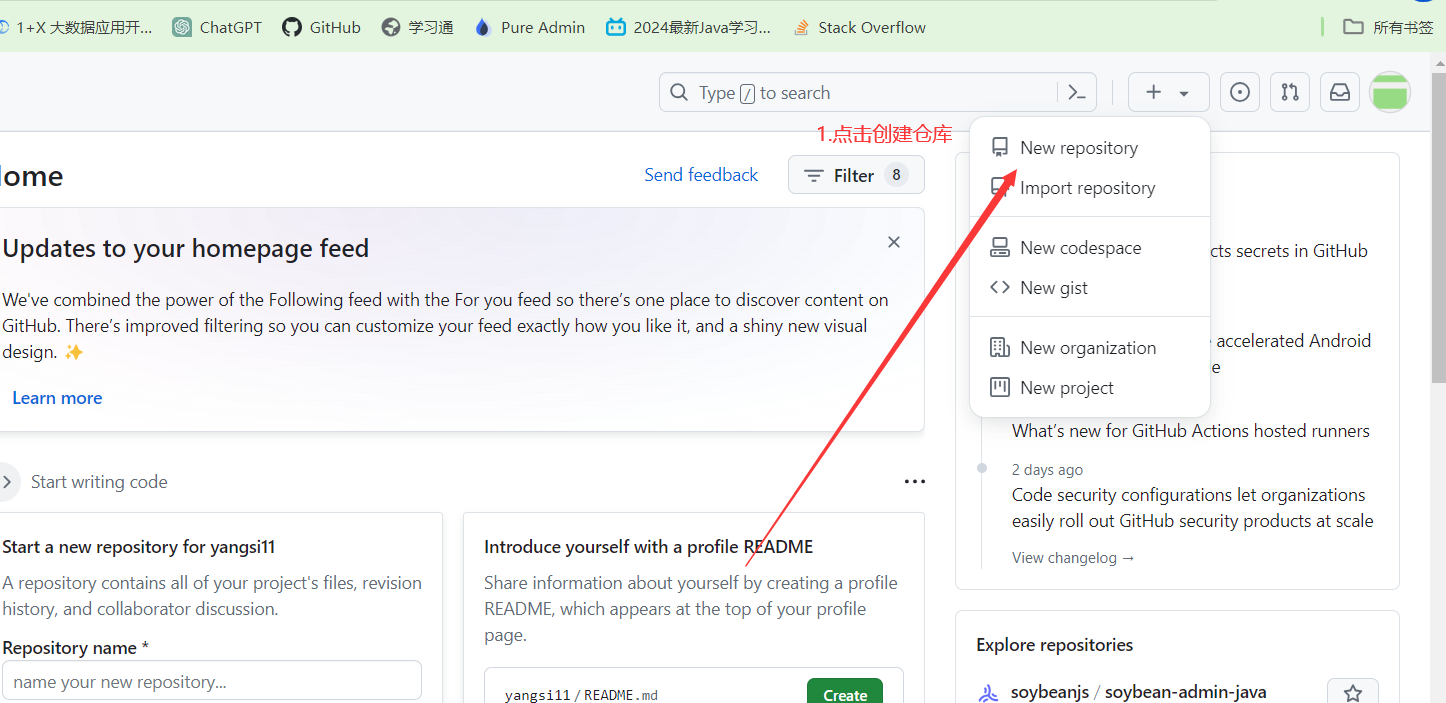 1+X 大数据应用开... ChatGPT GitHub 学习通 Pure Admin 2024最新Java学习... Stack Overflow 所有书签
Type / to search
1.点击创建仓库
New repository
Import repository
New codespace
New gist
New organization
New project
ome
Send feedback
Filter 8
Updates to your homepage feed
We've combined the power of the Following feed with the For you feed so there's one place to discover content on
GitHub. There's improved filtering so you can customize your feed exactly how you like it, and a shiny new visual
design. ✨
Learn more
Start writing code
Start a new repository for yangsi11
A repository contains all of your project's files, revision
history, and collaborator discussion.
Repository name *
name your new repository...
Introduce yourself with a profile README
Share information about yourself by creating a profile
README, which appears at the top of your profile
page.
yangsi11 / README.md
Create
cts secrets in GitHub
accelerated Android
e
What's new for GitHub Actions hosted runners
2 days ago
Code security configurations let organizations
easily roll out GitHub security products at scale
View changelog →
Explore repositories
soybeanjs / soybean-admin-java